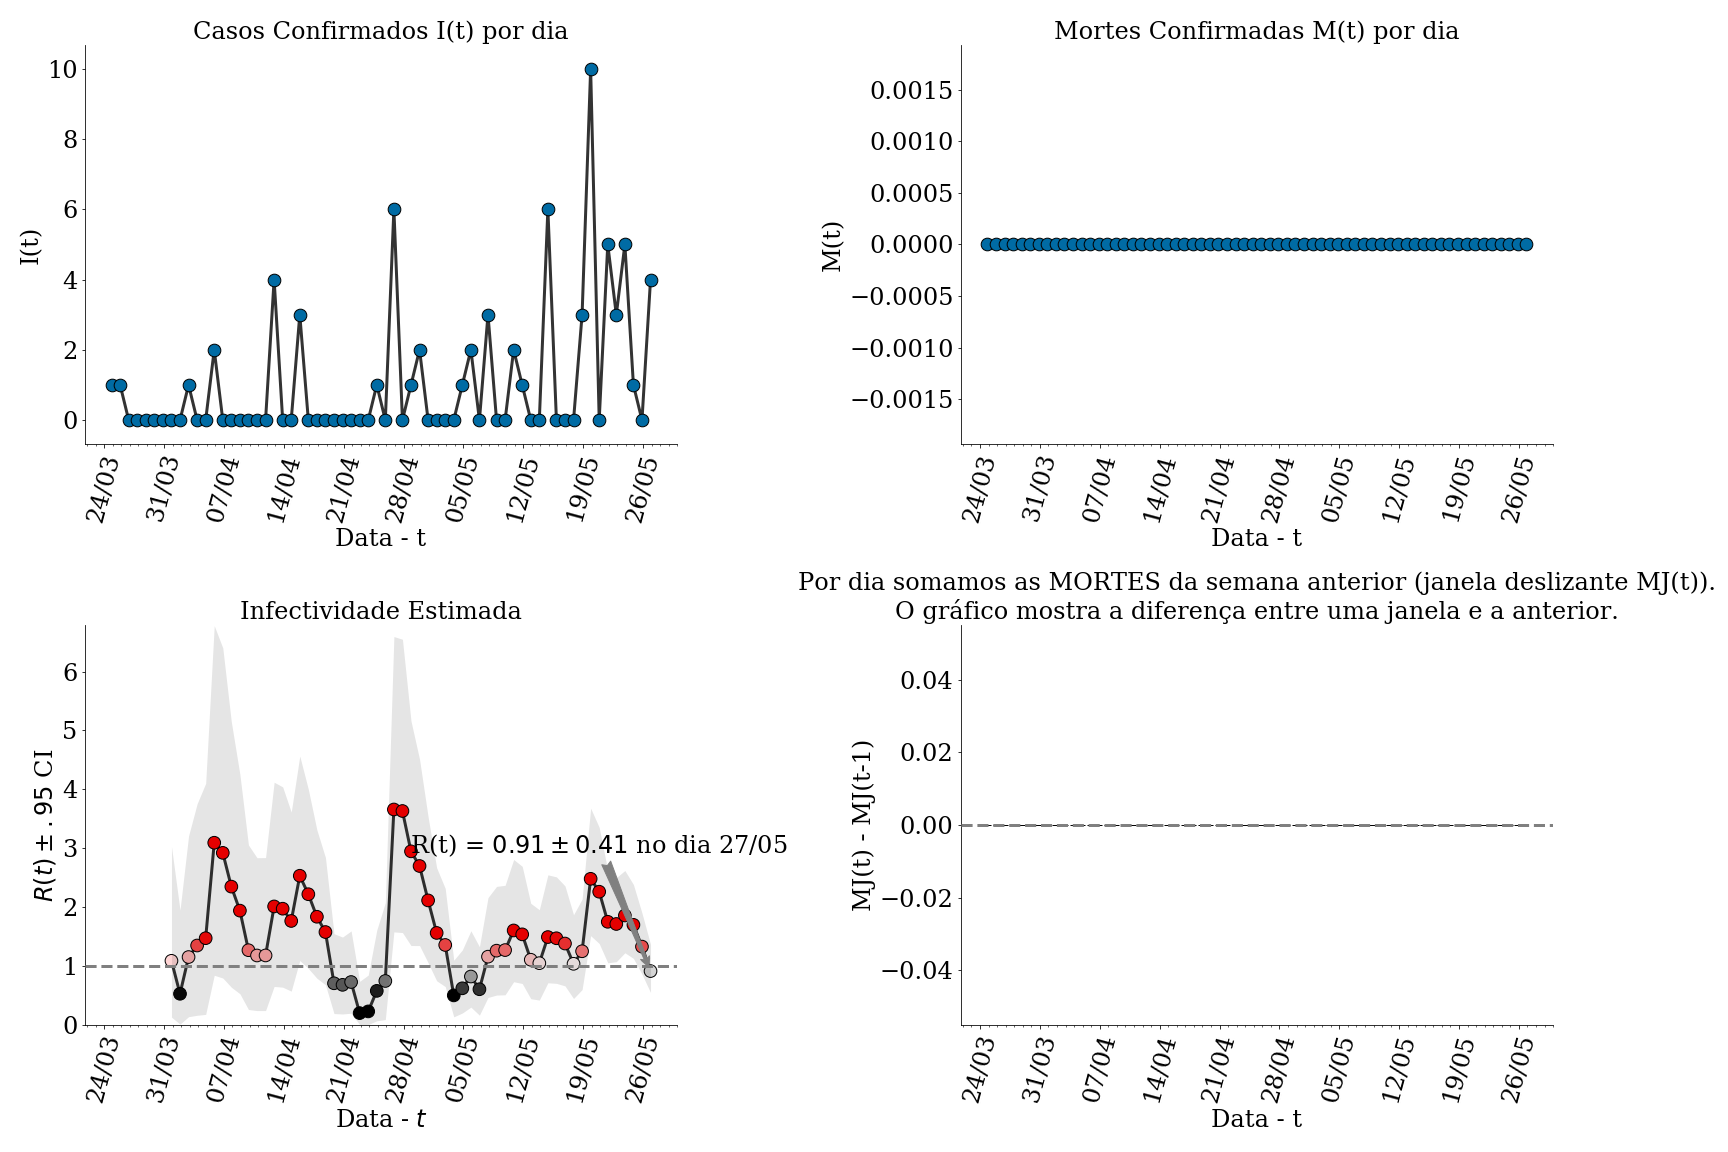 Casos Confirmados I(t) por dia
I(t)
10
8
6
4
2
0
24/03 31/03 07/04 14/04 21/04 28/04 05/05 12/05 19/05 26/05
Data - t
Mortes Confirmadas M(t) por dia
M(t)
0.0015
0.0010
0.0005
0.0000
−0.0005
−0.0010
−0.0015
24/03 31/03 07/04 14/04 21/04 28/04 05/05 12/05 19/05 26/05
Data - t
Infectividade Estimada
R(t) ± .95 CI
6
5
4
3
2
1
0
R(t) = 0.91 ± 0.41 no dia 27/05
24/03 31/03 07/04 14/04 21/04 28/04 05/05 12/05 19/05 26/05
Data - t
Por dia somamos as MORTES da semana anterior (janela deslizante MJ(t)).
O gráfico mostra a diferença entre uma janela e a anterior.
MJ(t) - MJ(t-1)
0.04
0.02
0.00
−0.02
−0.04
24/03 31/03 07/04 14/04 21/04 28/04 05/05 12/05 19/05 26/05
Data - t